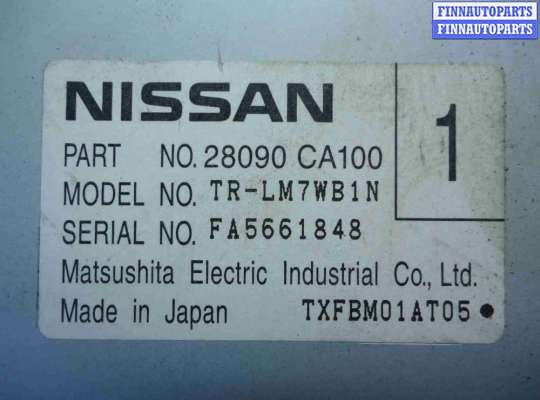 FINNAUTOPARTS
FINNAUTOPARTS
NISSAN
1
PART NO. 28090 CA100
MODEL NO. TR-LM7WB1N
SERIAL NO. FA5661848
Matsushita Electric Industrial Co., Ltd.
Made in Japan TXFBM01AT05